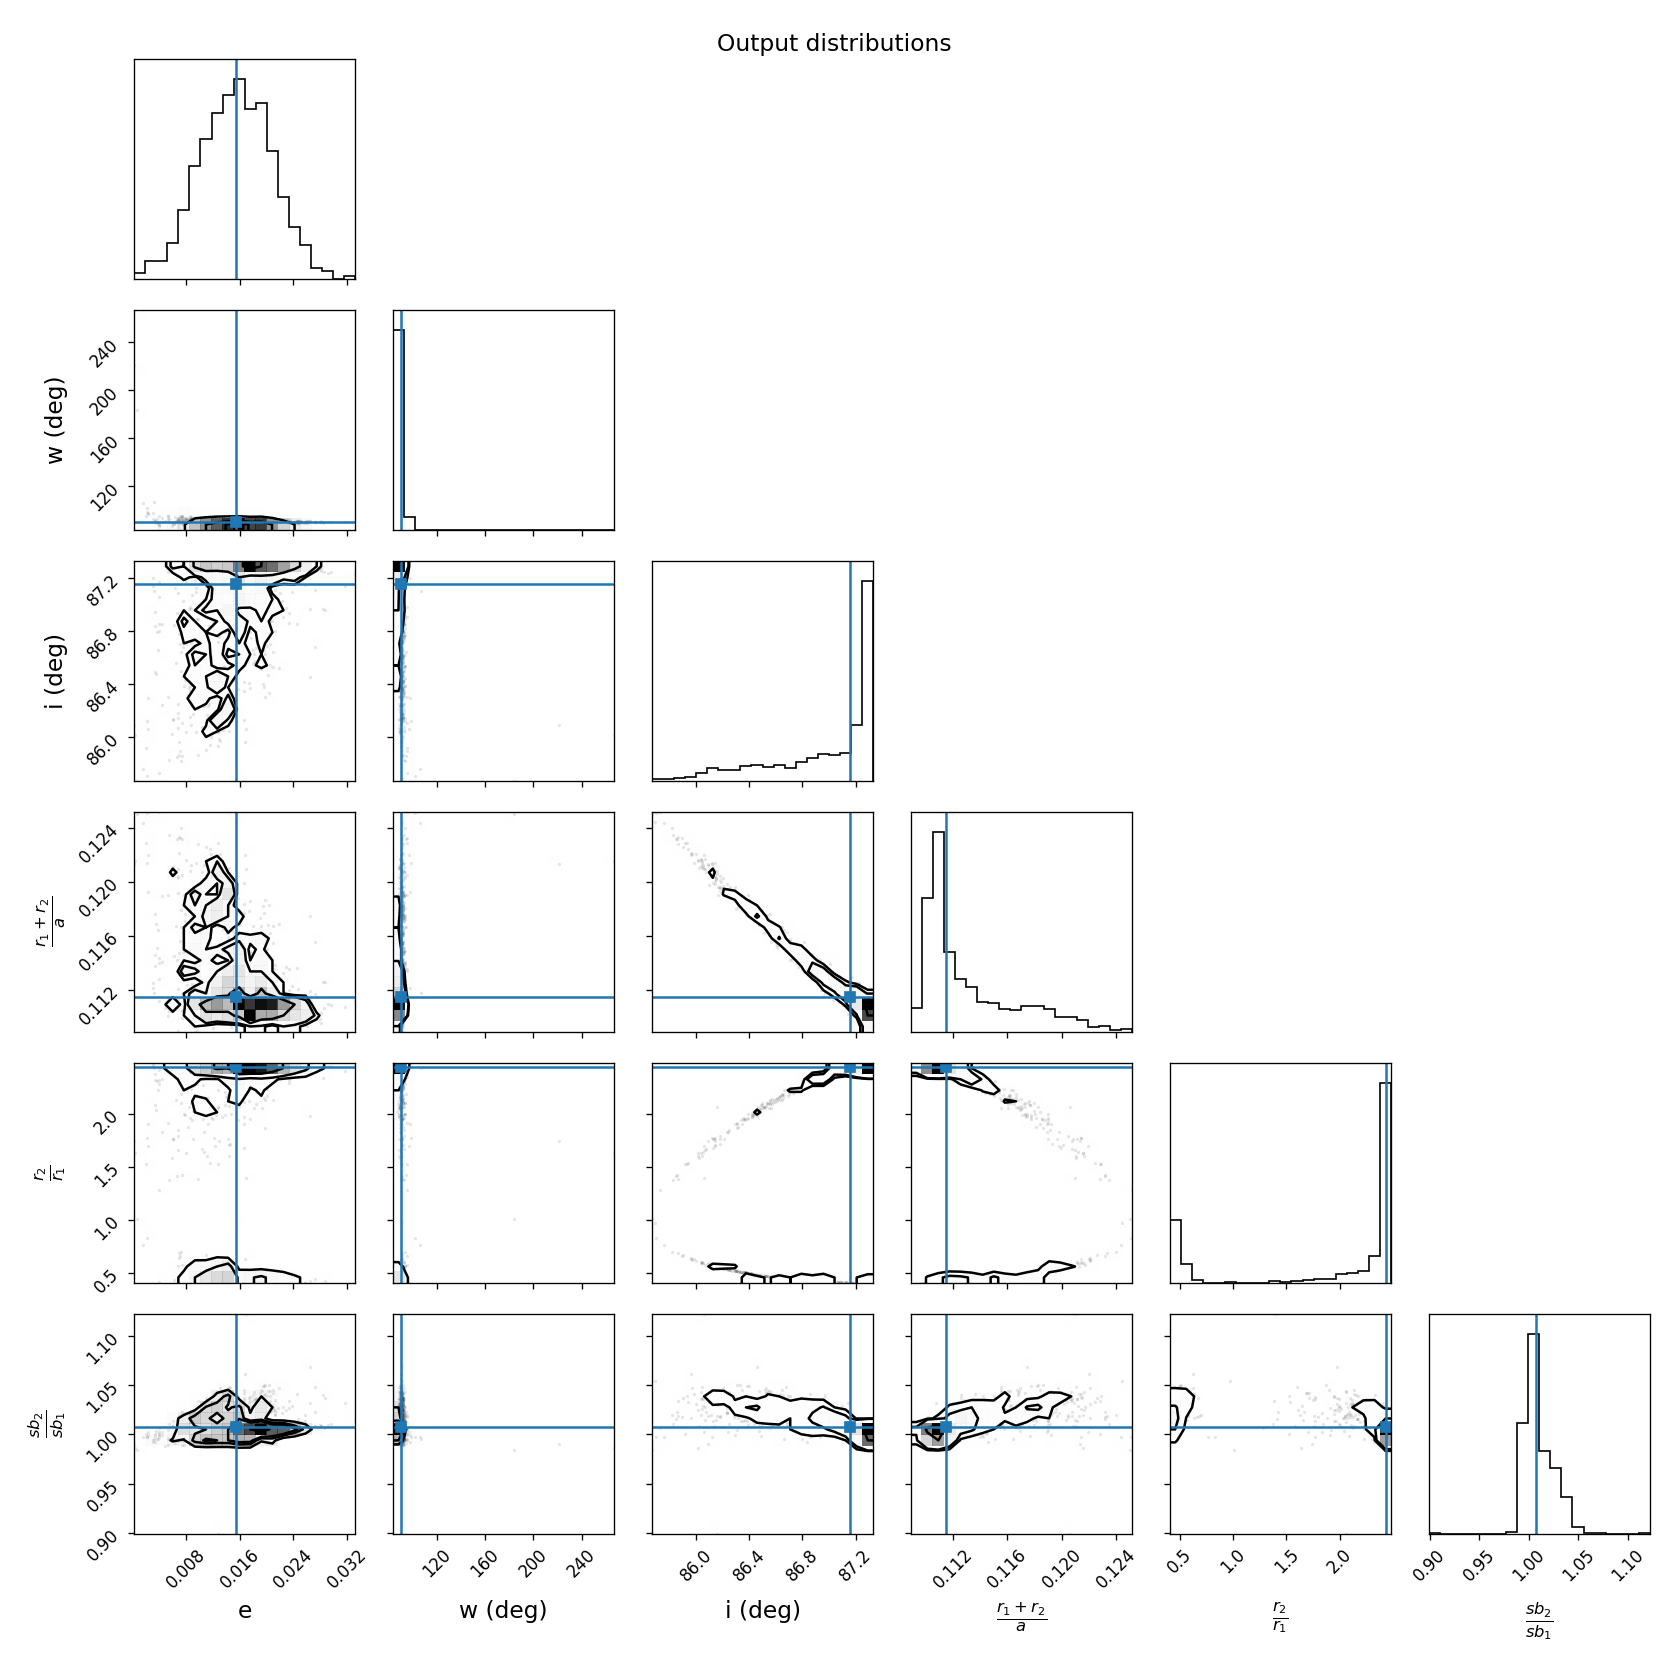 Output distributions
240
200
160
120
w (deg)
87.2
86.8
86.4
86.0
i (deg)
0.124
0.120
0.116
0.112
r₁ + r₂
a
2.0
1.5
1.0
0.5
r₂
r₁
1.10
1.05
1.00
0.95
0.90
sb₂
sb₁
0.008 0.016 0.024 0.032
120 160 200 240
86.0 86.4 86.8 87.2
0.112 0.116 0.120 0.124
0.5 1.0 1.5 2.0
0.90 0.95 1.00 1.05 1.10
e
w (deg)
i (deg)
r₁ + r₂
a
r₂
r₁
sb₂
sb₁